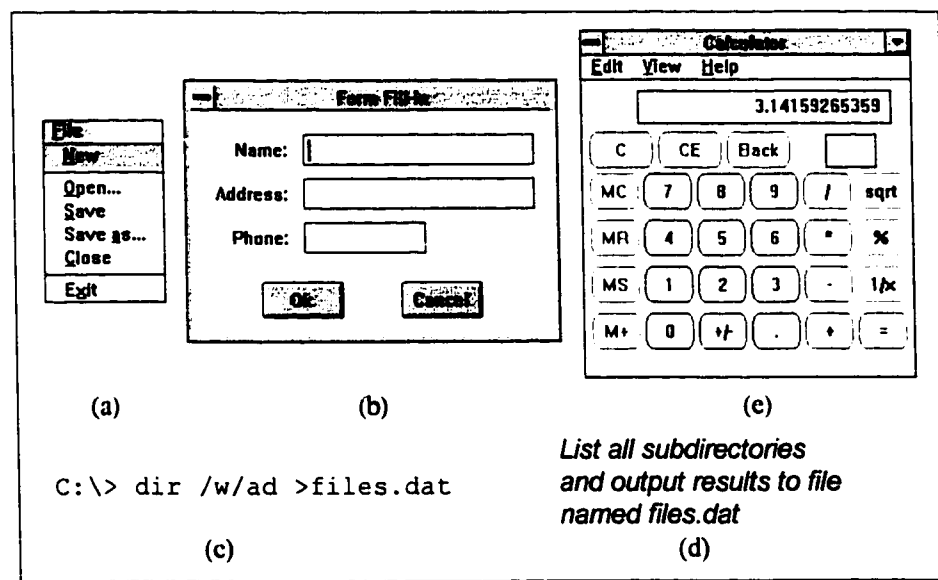 File
New
Open...
Save
Save as...
Close
Exit
(a)
Form Fill-in
Name:
Address:
Phone:
Ok
Cancel
(b)
Calculator
Edit View Help
3.14159265359
C CE Back
MC 7 8 9 / sqrt
MR 4 5 6 * %
MS 1 2 3 - 1/x
M+ 0 +/- . + =
(e)
C:\> dir /w/ad >files.dat
(c)
List all subdirectories
and output results to file
named files.dat
(d)